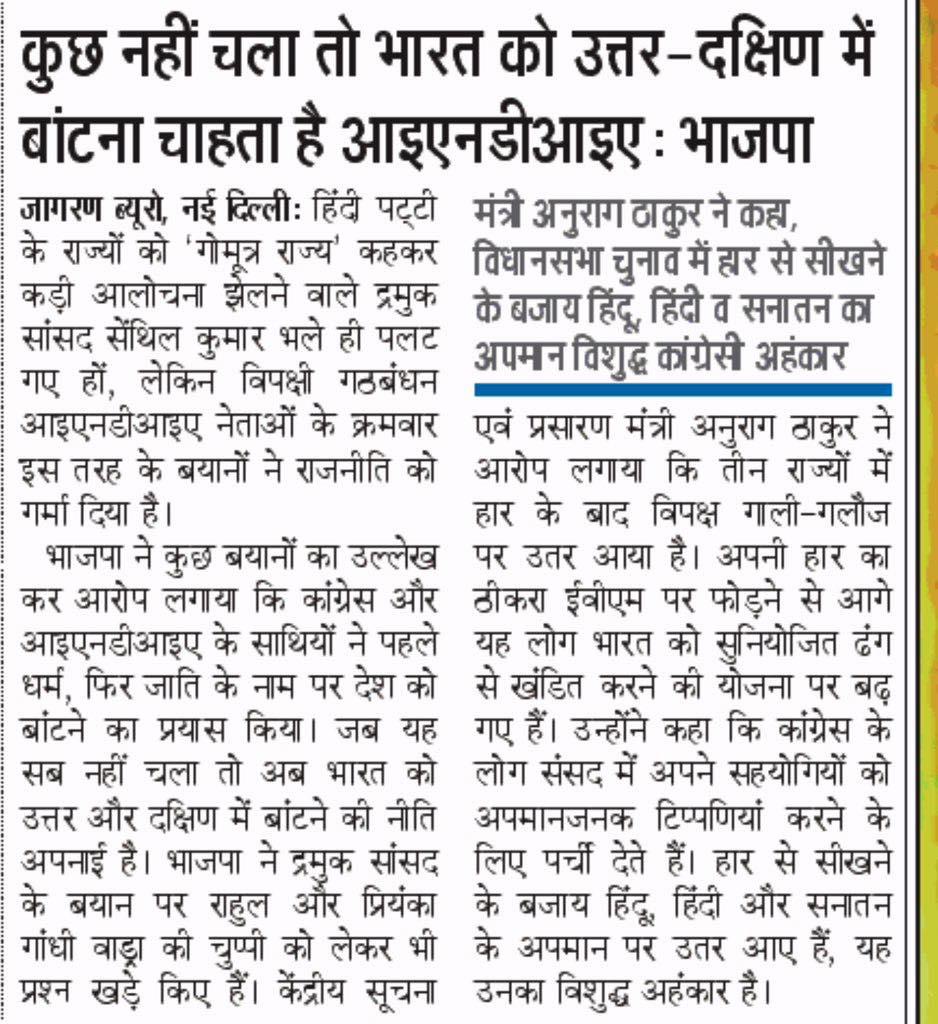 कुछ नहीं चला तो भारत को उत्तर-दक्षिण में
बांटना चाहता है आइएनडीआइए : भाजपा
जागरण ब्यूरो, नई दिल्ली: हिंदी पट्टी
के राज्यों को 'गोमूत्र राज्य' कहकर
कड़ी आलोचना झेलने वाले द्रमुक
सांसद सेंथिल कुमार भले ही पलट
गए हों, लेकिन विपक्षी गठबंधन
आइएनडीआइए नेताओं के क्रमवार
इस तरह के बयानों ने राजनीति को
गर्मा दिया है।
भाजपा ने कुछ बयानों का उल्लेख
कर आरोप लगाया कि कांग्रेस और
आइएनडीआइए के साथियों ने पहले
धर्म, फिर जाति के नाम पर देश को
बांटने का प्रयास किया। जब यह
सब नहीं चला तो अब भारत को
उत्तर और दक्षिण में बांटने की नीति
अपनाई है। भाजपा ने द्रमुक सांसद
के बयान पर राहुल और प्रियंका
गांधी वाड्रा की चुप्पी को लेकर भी
प्रश्न खड़े किए हैं। केंद्रीय सूचना
मंत्री अनुराग ठाकुर ने कहा,
विधानसभा चुनाव में हार से सीखने
के बजाय हिंदू, हिंदी व सनातन का
अपमान विशुद्ध कांग्रेसी अहंकार
एवं प्रसारण मंत्री अनुराग ठाकुर ने
आरोप लगाया कि तीन राज्यों में
हार के बाद विपक्ष गाली-गलौज
पर उतर आया है। अपनी हार का
ठीकरा ईवीएम पर फोड़ने से आगे
यह लोग भारत को सुनियोजित ढंग
से खंडित करने की योजना पर बढ़
गए हैं। उन्होंने कहा कि कांग्रेस के
लोग संसद में अपने सहयोगियों को
अपमानजनक टिप्पणियां करने के
लिए पर्ची देते हैं। हार से सीखने
के बजाय हिंदू, हिंदी और सनातन
के अपमान पर उतर आए हैं, यह
उनका विशुद्ध अहंकार है।